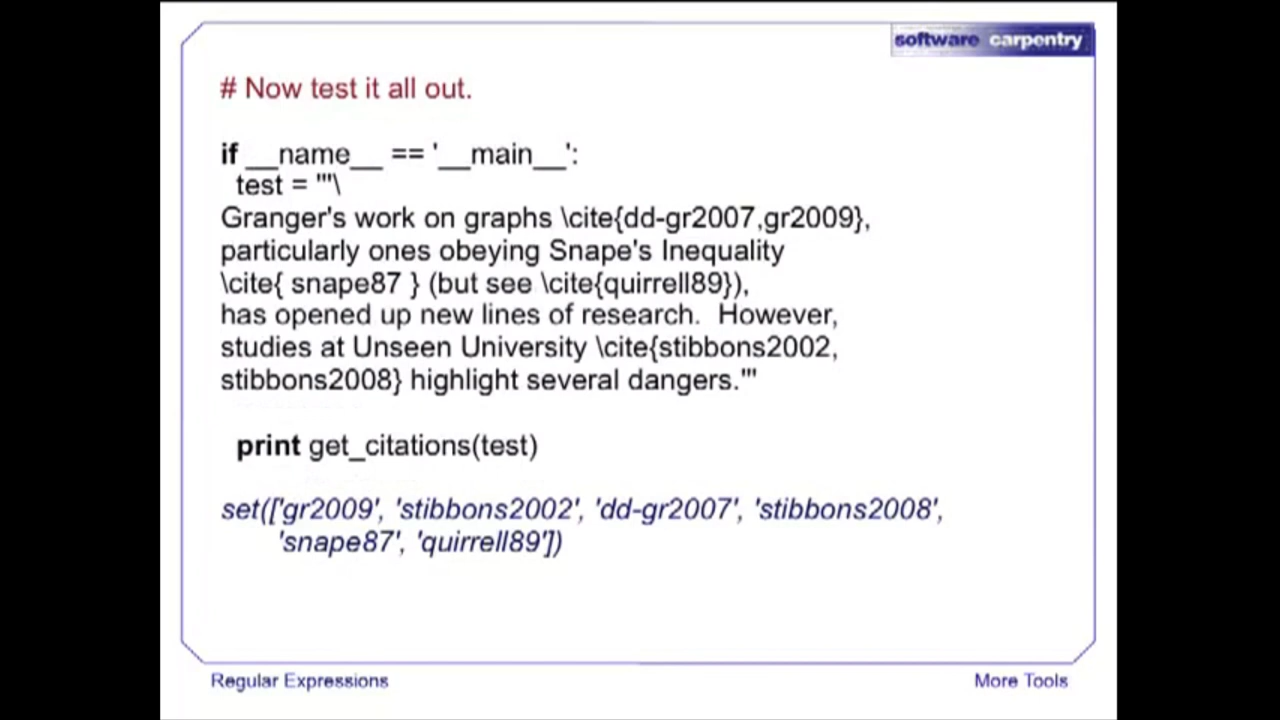 software carpentry
# Now test it all out.
if __name__ == '__main__':
test = '''\
Granger's work on graphs \cite{dd-gr2007,gr2009},
particularly ones obeying Snape's Inequality
\cite{ snape87 } (but see \cite{quirrell89}),
has opened up new lines of research.  However,
studies at Unseen University \cite{stibbons2002,
stibbons2008} highlight several dangers.'''
print get_citations(test)
set(['gr2009', 'stibbons2002', 'dd-gr2007', 'stibbons2008',
'snape87', 'quirrell89'])
Regular Expressions
More Tools